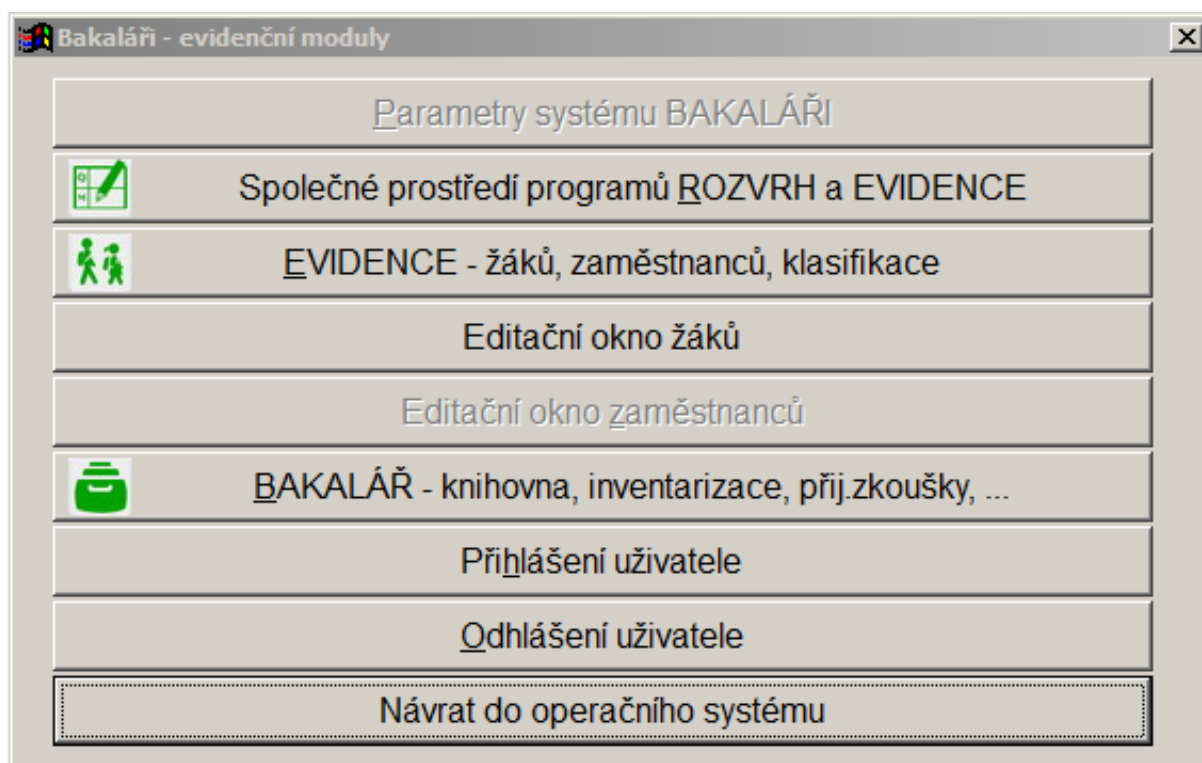 Bakaláři - evidenční moduly
Parametry systému BAKALÁŘI
Společné prostředí programů ROZVRH a EVIDENCE
EVIDENCE - žáků, zaměstnanců, klasifikace
Editační okno žáků
Editační okno zaměstnanců
BAKALÁŘ - knihovna, inventarizace, přij.zkoušky, ...
Přihlášení uživatele
Odhlášení uživatele
Návrat do operačního systému